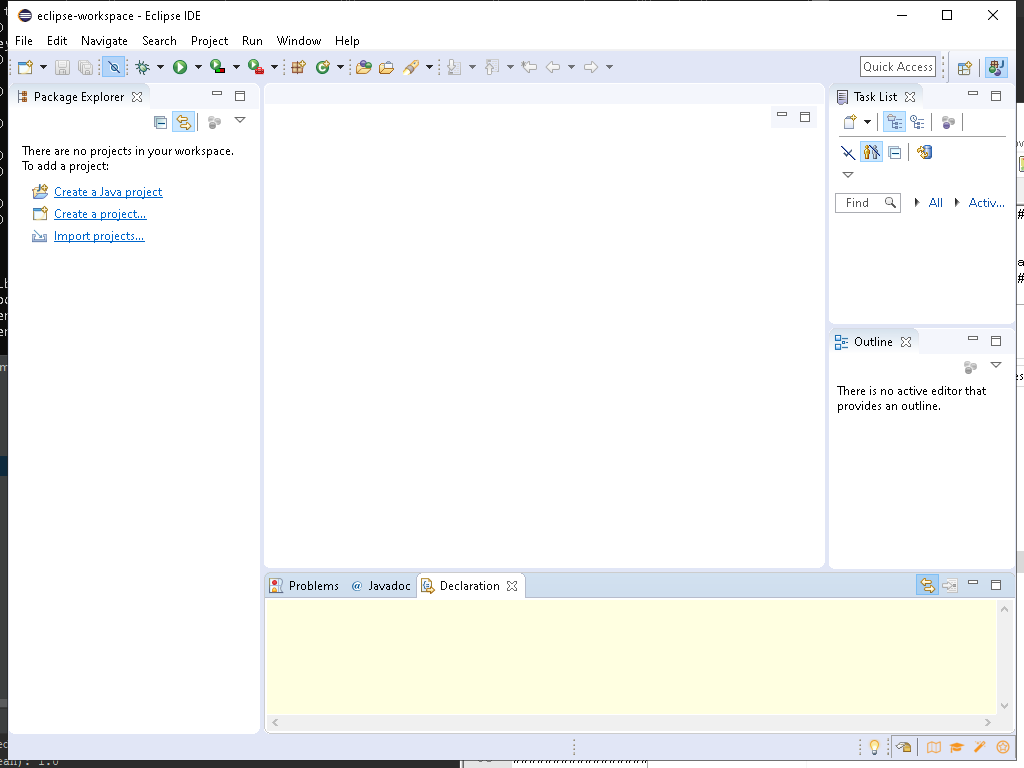 eclipse-workspace - Eclipse IDE
File Edit Navigate Search Project Run Window Help
Quick Access
Package Explorer
There are no projects in your workspace.
To add a project:
Create a Java project
Create a project...
Import projects...
Task List
Find All Activ...
Outline
There is no active editor that
provides an outline.
Problems @ Javadoc Declaration